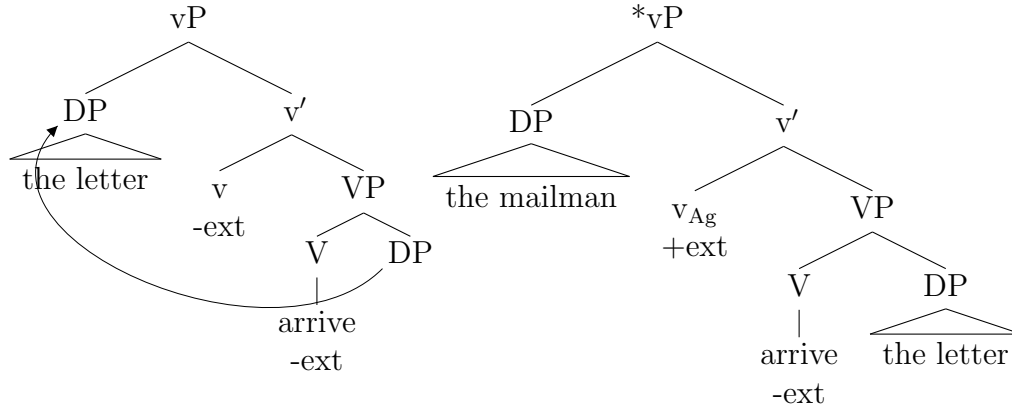 vP
DP
v′
the letter
v
-ext
VP
V
DP
arrive
-ext
*vP
DP
v′
the mailman
v_Ag
+ext
VP
V
DP
arrive
-ext
the letter